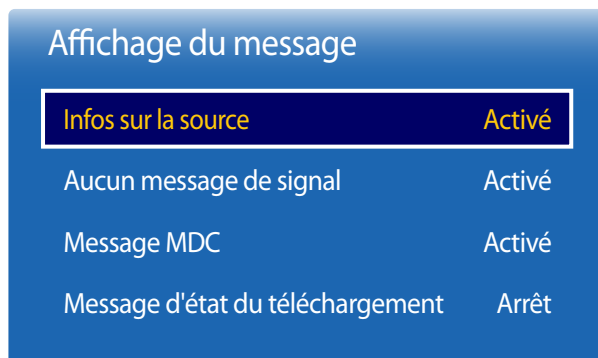 Affichage du message
Infos sur la source Activé
Aucun message de signal Activé
Message MDC Activé
Message d'état du téléchargement Arrêt